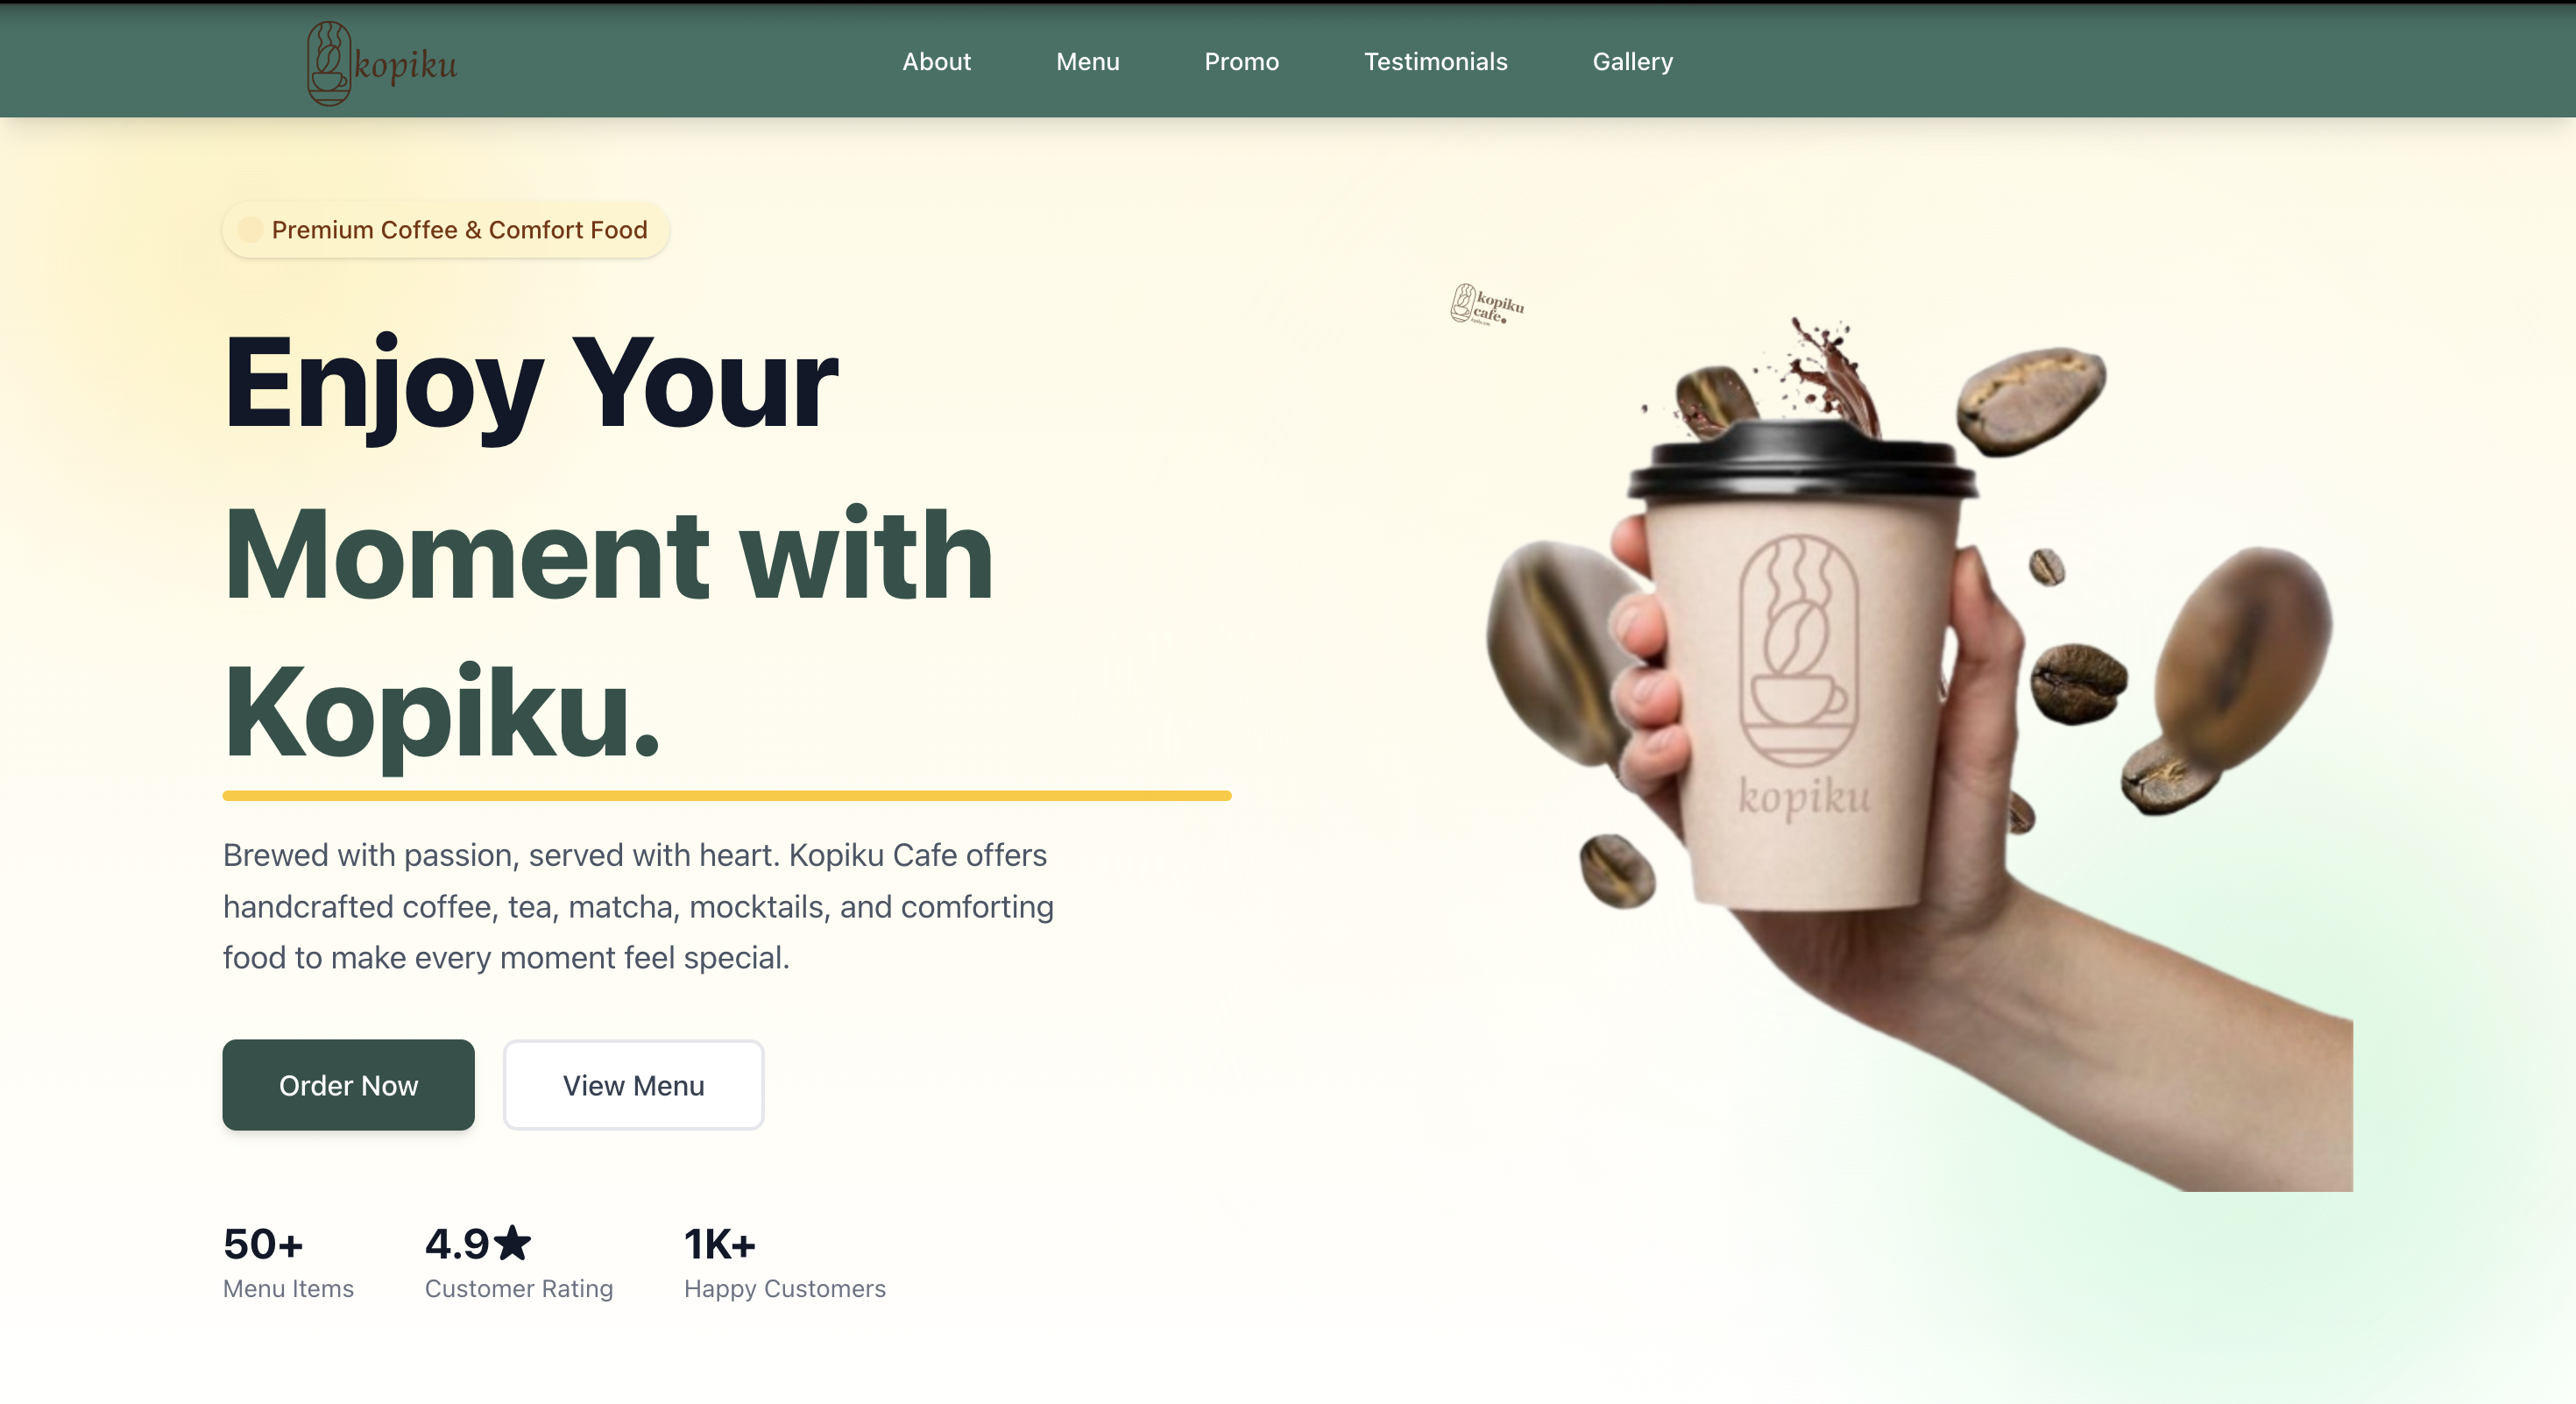 kopiku
About Menu Promo Testimonials Gallery
Premium Coffee & Comfort Food
Enjoy Your
Moment with
Kopiku.
Brewed with passion, served with heart. Kopiku Cafe offers
handcrafted coffee, tea, matcha, mocktails, and comforting
food to make every moment feel special.
Order Now
View Menu
50+
Menu Items
4.9★
Customer Rating
1K+
Happy Customers
kopiku
cafe.
kopiku